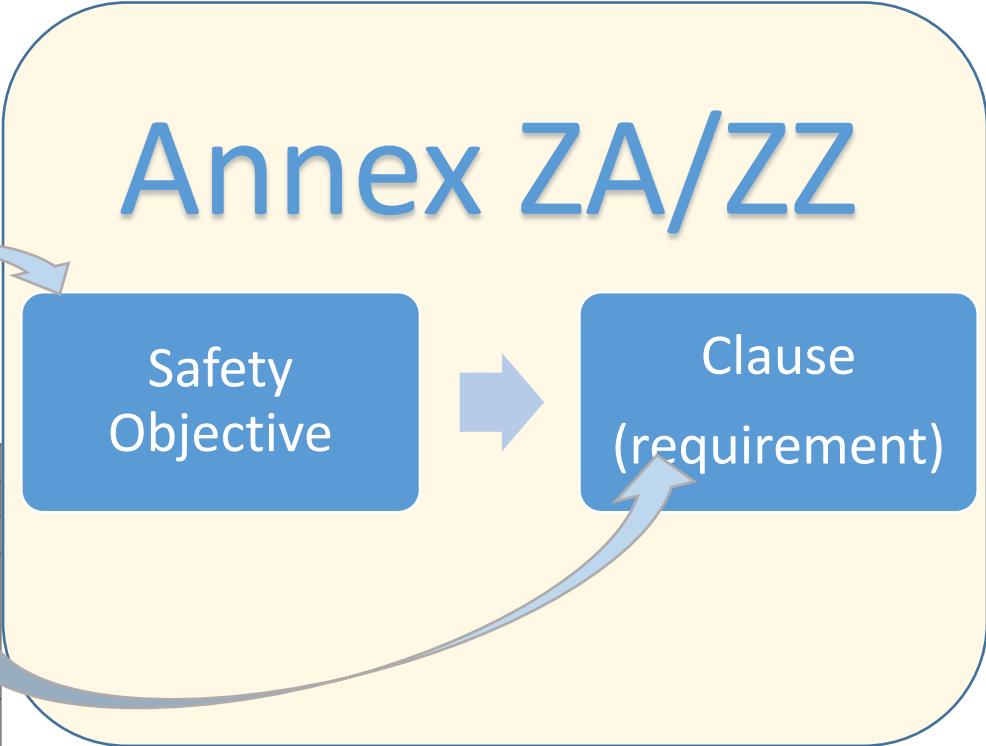 Annex ZA/ZZ
Safety
Objective
Clause
(requirement)